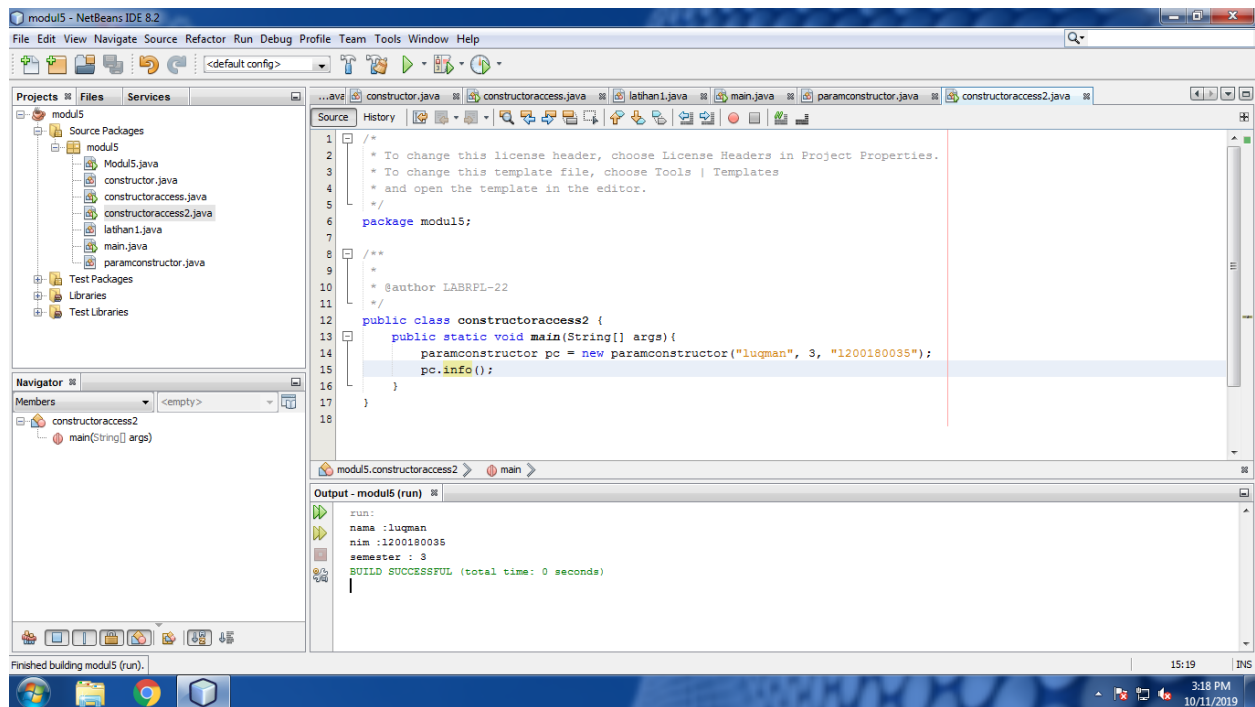 modul5 - NetBeans IDE 8.2
File Edit View Navigate Source Refactor Run Debug Profile Team Tools Window Help
<default config>
Projects Files Services
modul5
Source Packages
modul5
Modul5.java
constructor.java
constructoraccess.java
constructoraccess2.java
latihan1.java
main.java
paramconstructor.java
Test Packages
Libraries
Test Libraries
Navigator
Members <empty>
constructoraccess2
main(String[] args)
...ava constructor.java constructoraccess.java latihan1.java main.java paramconstructor.java constructoraccess2.java
Source History
1 /*
2 * To change this license header, choose License Headers in Project Properties.
3 * To change this template file, choose Tools | Templates
4 * and open the template in the editor.
5 */
6 package modul5;
7
8 /**
9 *
10 * @author LABRPL-22
11 */
12 public class constructoraccess2 {
13 public static void main(String[] args){
14 paramconstructor pc = new paramconstructor("luqman", 3, "l200180035");
15 pc.info();
16 }
17 }
18
modul5.constructoraccess2 main
Output - modul5 (run)
run:
nama :luqman
nim :l200180035
semester : 3
BUILD SUCCESSFUL (total time: 0 seconds)
Finished building modul5 (run).
15:19 INS
3:18 PM
10/11/2019